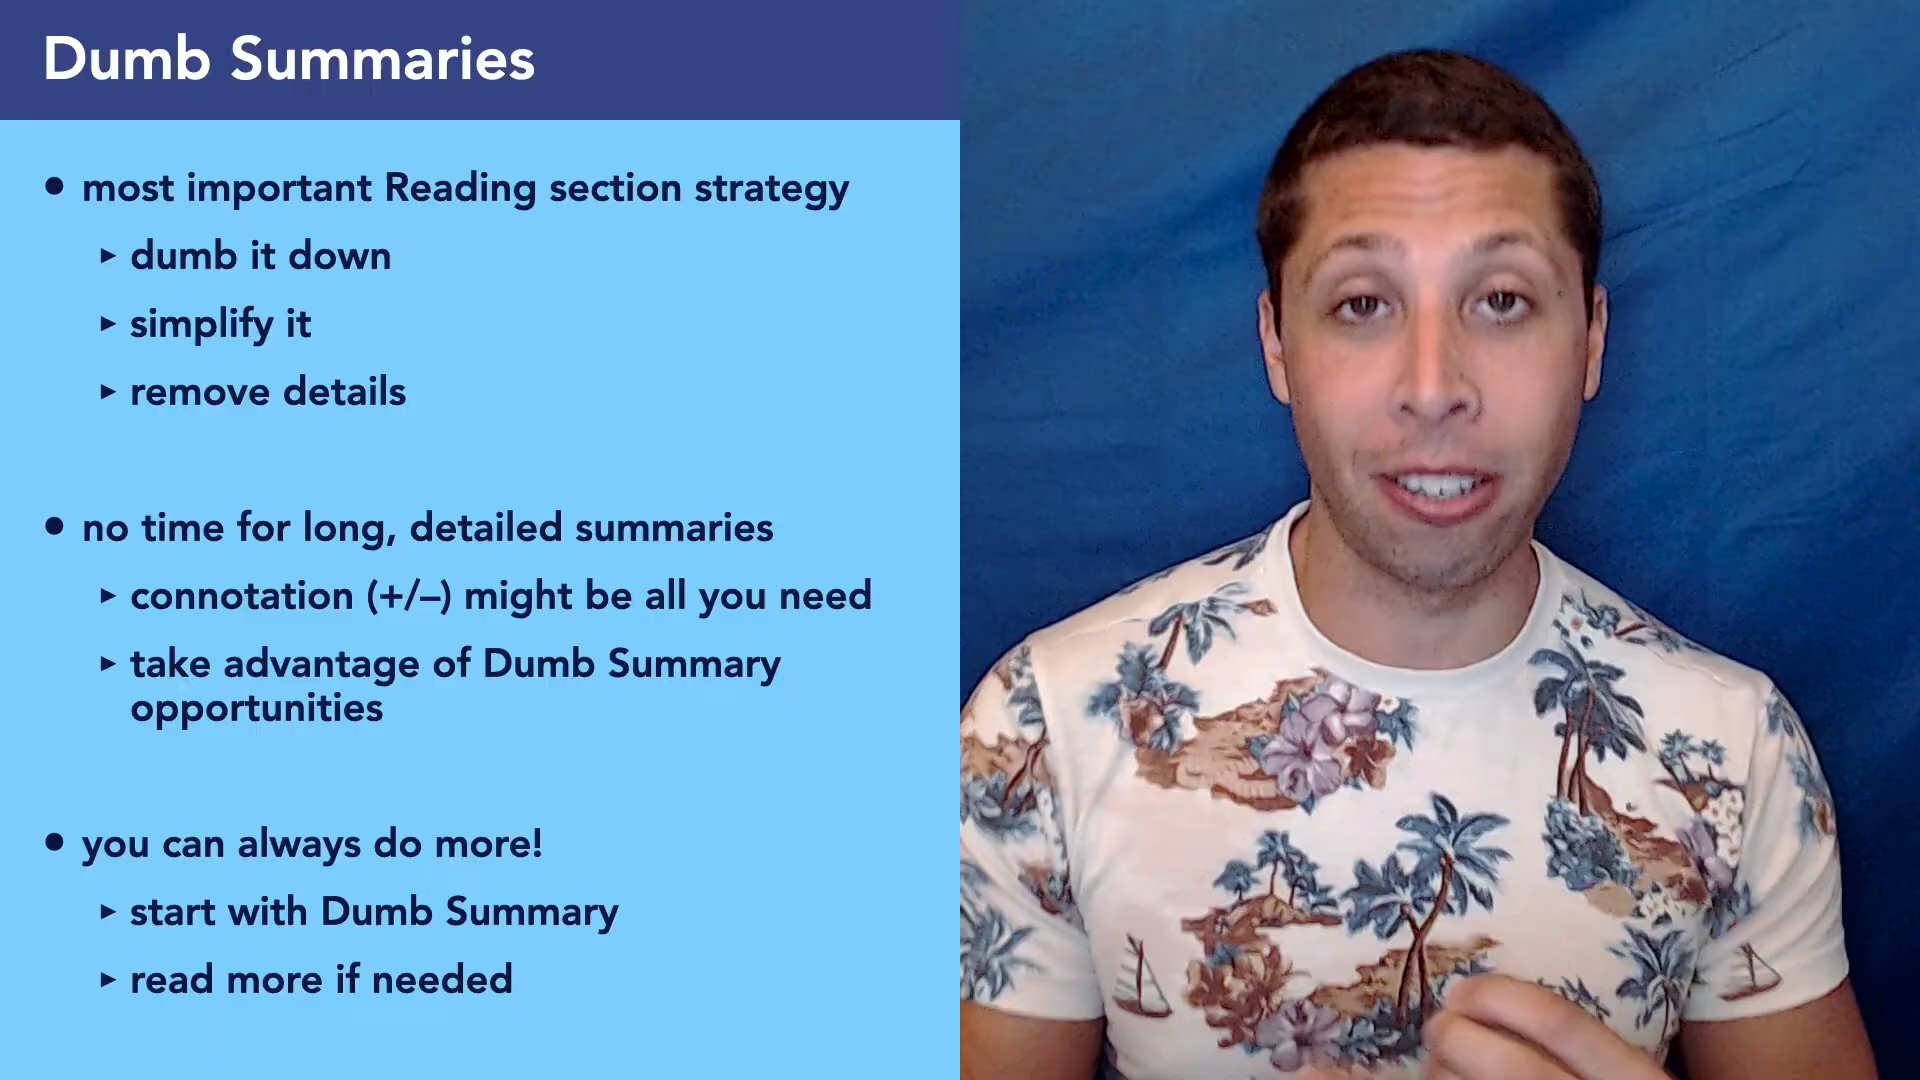 Dumb Summaries
• most important Reading section strategy
▸ dumb it down
▸ simplify it
▸ remove details
• no time for long, detailed summaries
▸ connotation (+/–) might be all you need
▸ take advantage of Dumb Summary
opportunities
• you can always do more!
▸ start with Dumb Summary
▸ read more if needed